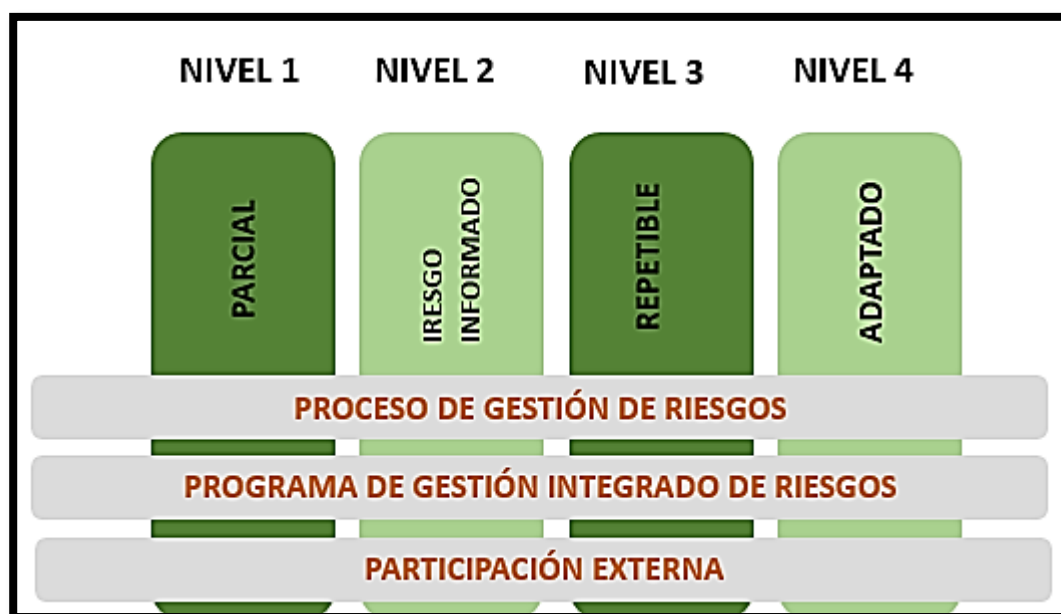 NIVEL 1
NIVEL 2
NIVEL 3
NIVEL 4
PARCIAL
IRESGO
INFORMADO
REPETIBLE
ADAPTADO
PROCESO DE GESTIÓN DE RIESGOS
PROGRAMA DE GESTIÓN INTEGRADO DE RIESGOS
PARTICIPACIÓN EXTERNA